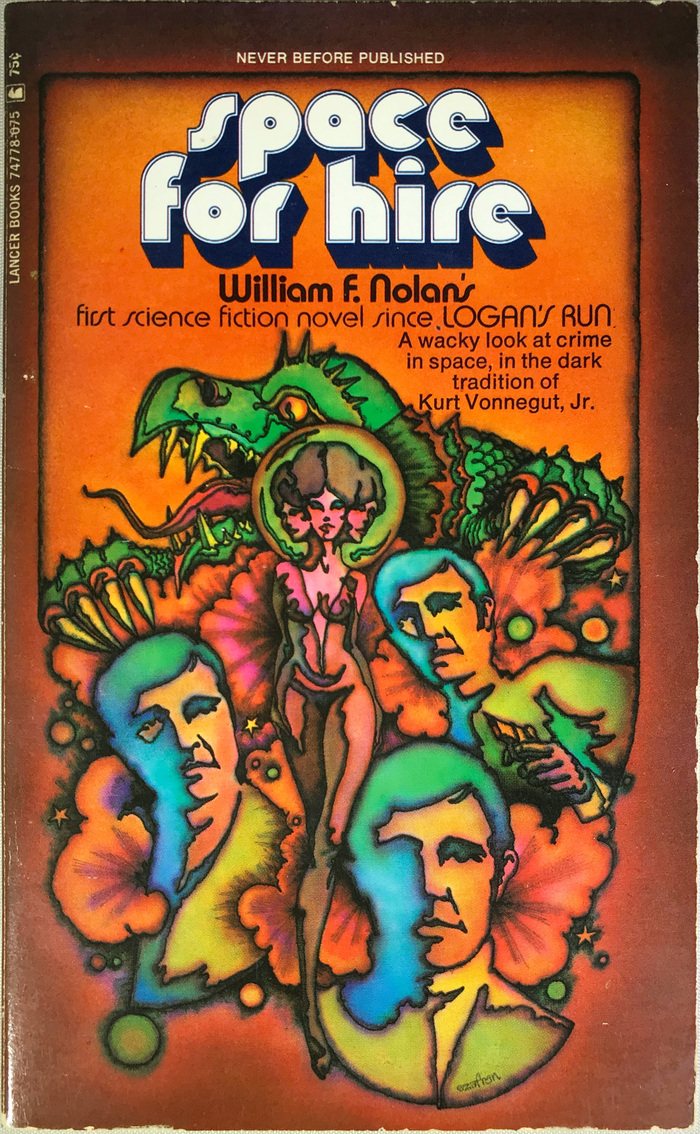 NEVER BEFORE PUBLISHED
space
for hire
William F. Nolan's
first science fiction novel since LOGAN'S RUN
A wacky look at crime
in space, in the dark
tradition of
Kurt Vonnegut, Jr.
LANCER BOOKS 74778-075 75¢